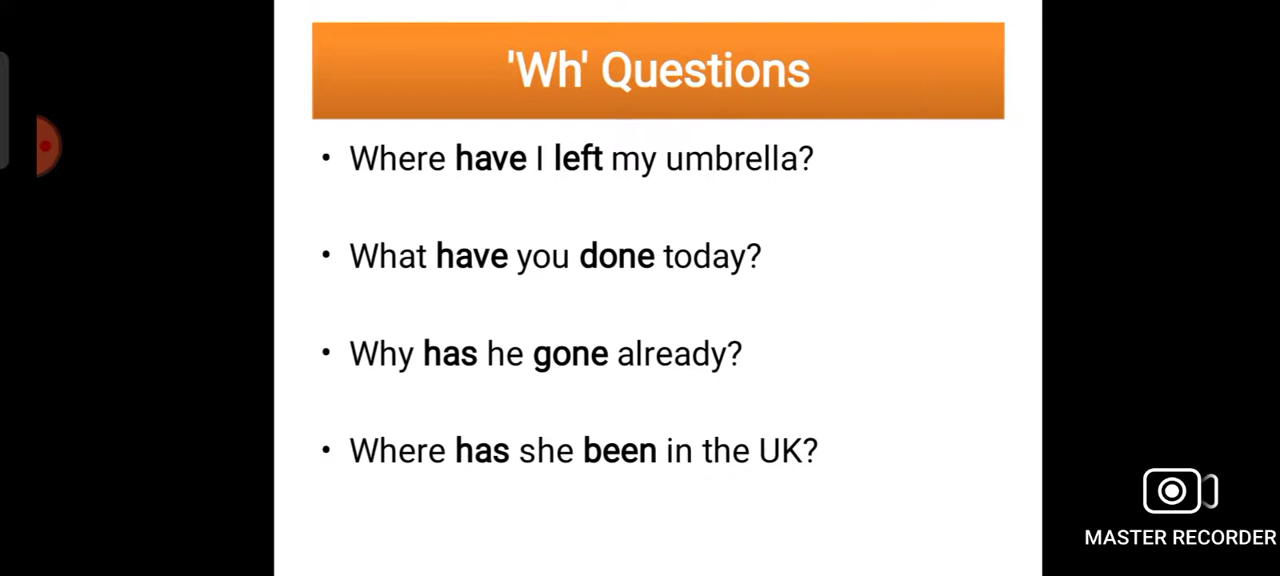 'Wh' Questions
• Where have I left my umbrella?
• What have you done today?
• Why has he gone already?
• Where has she been in the UK?
MASTER RECORDER